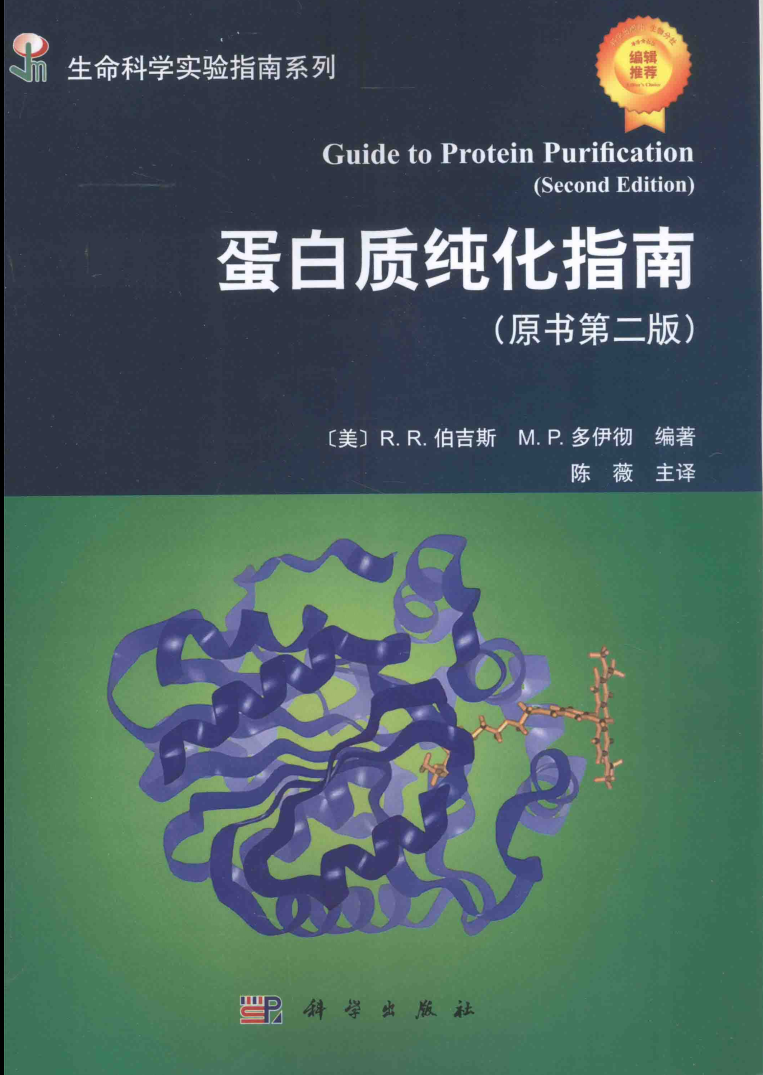 生命科学实验指南系列
编辑
推荐
Editor's Choice
Guide to Protein Purification
(Second Edition)
蛋白质纯化指南
(原书第二版)
〔美〕R. R. 伯吉斯 M. P. 多伊彻 编著
陈 薇 主译
科学出版社